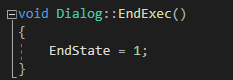 void Dialog::EndExec()
{
    EndState = 1;
}